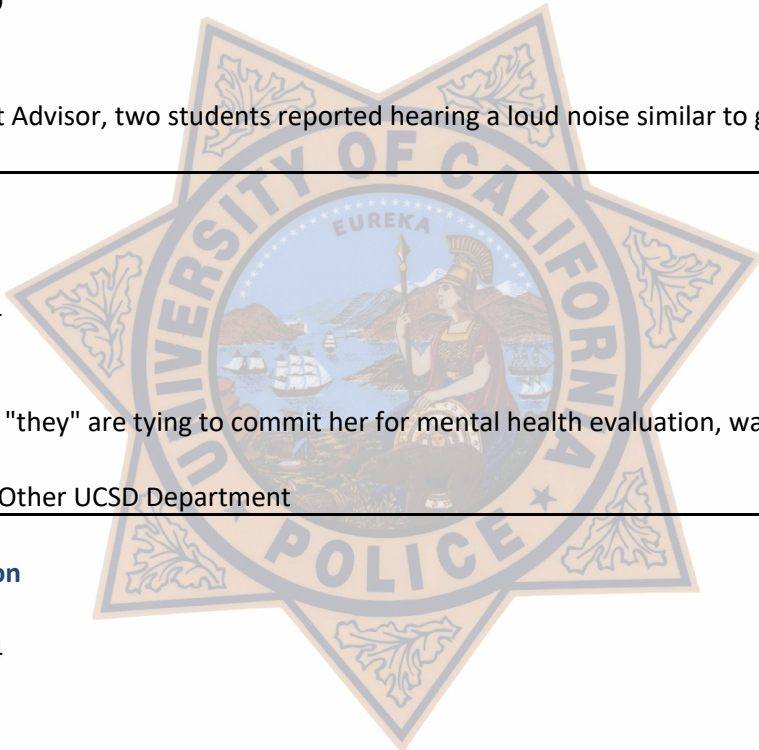 t Advisor, two students reported hearing a loud noise similar to g
UNIVERSITY OF CALIFORNIA
EUREKA
"they" are tying to commit her for mental health evaluation, wa
Other UCSD Department
POLICE
on